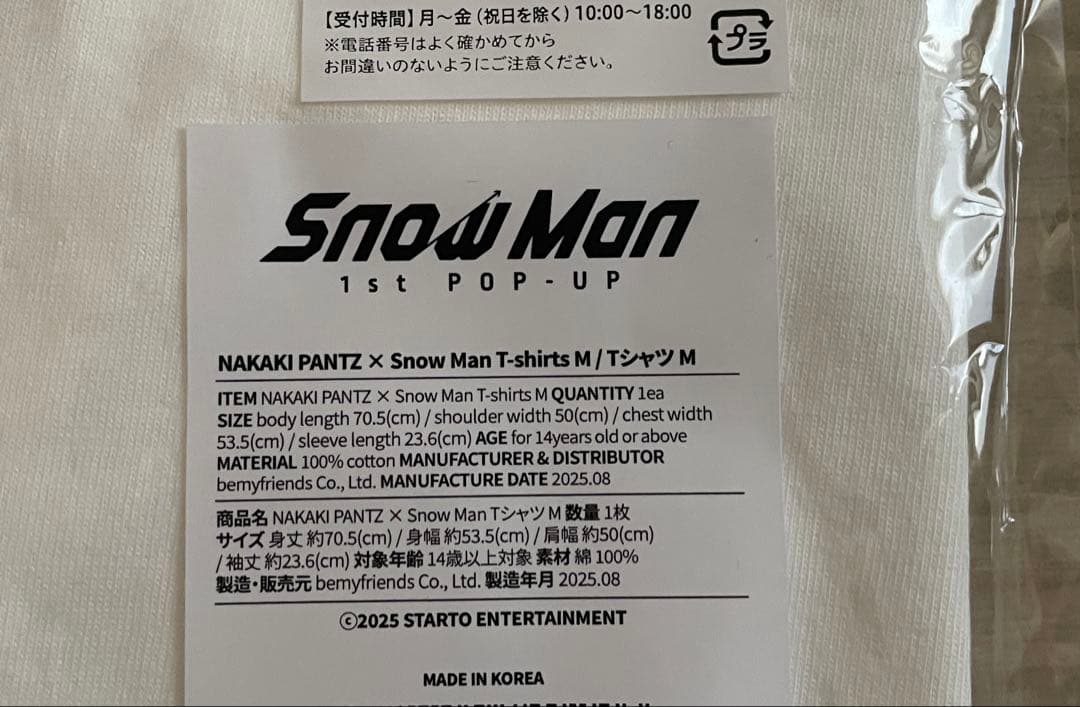 【受付時間】月～金（祝日を除く）10:00～18:00
※電話番号はよく確かめてから
お間違いのないようにご注意ください。
プラ
Snow Man
1st POP-UP
NAKAKI PANTZ × Snow Man T-shirts M / Tシャツ M
ITEM NAKAKI PANTZ × Snow Man T-shirts M QUANTITY 1ea
SIZE body length 70.5(cm) / shoulder width 50(cm) / chest width
53.5(cm) / sleeve length 23.6(cm) AGE for 14years old or above
MATERIAL 100% cotton MANUFACTURER & DISTRIBUTOR
bemyfriends Co., Ltd. MANUFACTURE DATE 2025.08
商品名 NAKAKI PANTZ × Snow Man Tシャツ M 数量 1枚
サイズ 身丈 約70.5(cm) / 身幅 約53.5(cm) / 肩幅 約50(cm)
/ 袖丈 約23.6(cm) 対象年齢 14歳以上対象 素材 綿 100%
製造・販売元 bemyfriends Co., Ltd. 製造年月 2025.08
©2025 STARTO ENTERTAINMENT
MADE IN KOREA